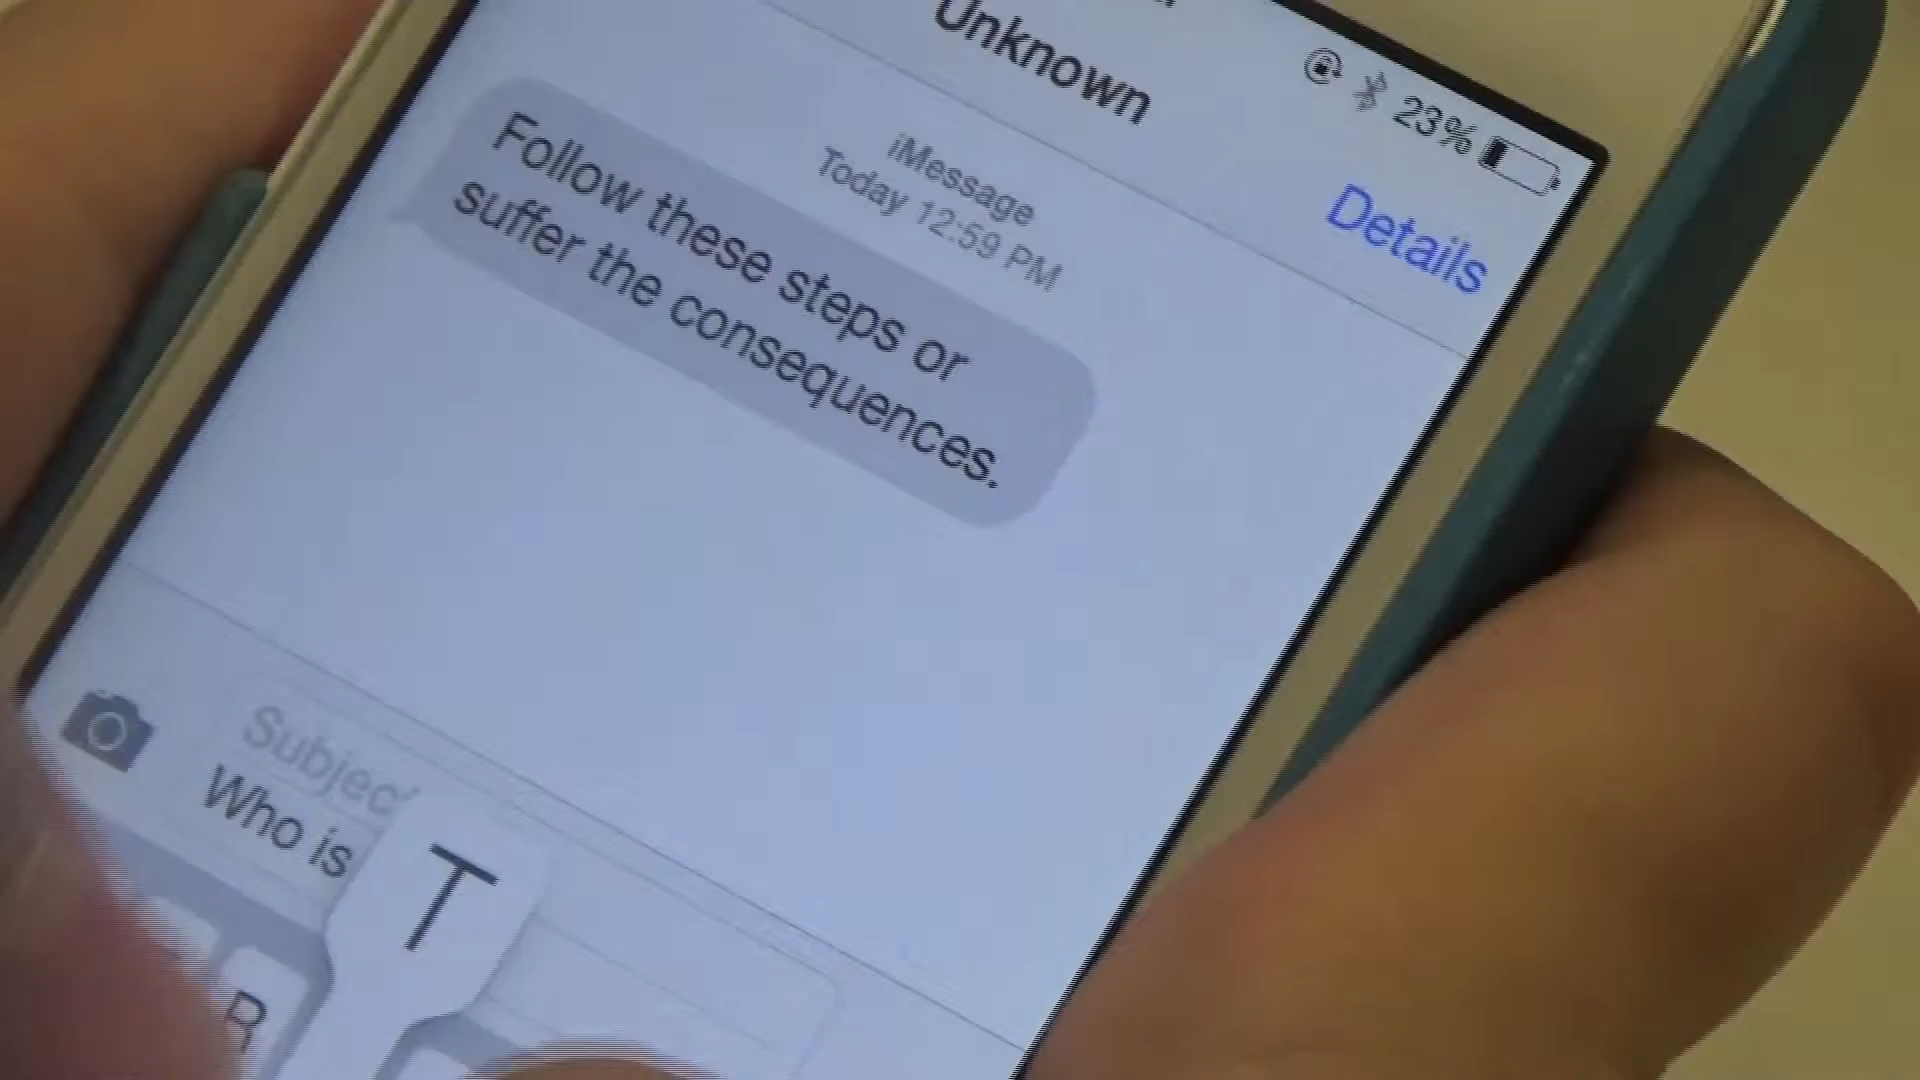 Unknown
23%
Details
iMessage
Today 12:59 PM
Follow these steps or
suffer the consequences.
Who is
T
R